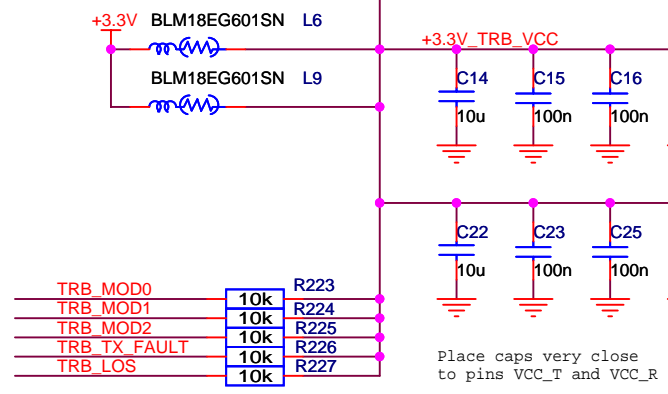 +3.3V BLM18EG601SN L6
BLM18EG601SN L9
+3.3V_TRB_VCC
C14 C15 C16
10u 100n 100n
C22 C23 C25
10u 100n 100n
TRB_MOD0 10k R223
TRB_MOD1 10k R224
TRB_MOD2 10k R225
TRB_TX_FAULT 10k R226
TRB_LOS 10k R227
Place caps very close
to pins VCC_T and VCC_R